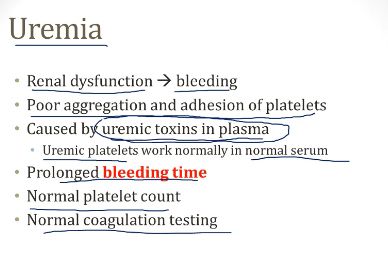 Uremia
• Renal dysfunction → bleeding
• Poor aggregation and adhesion of platelets
• Caused by uremic toxins in plasma
• Uremic platelets work normally in normal serum
• Prolonged bleeding time
• Normal platelet count
• Normal coagulation testing